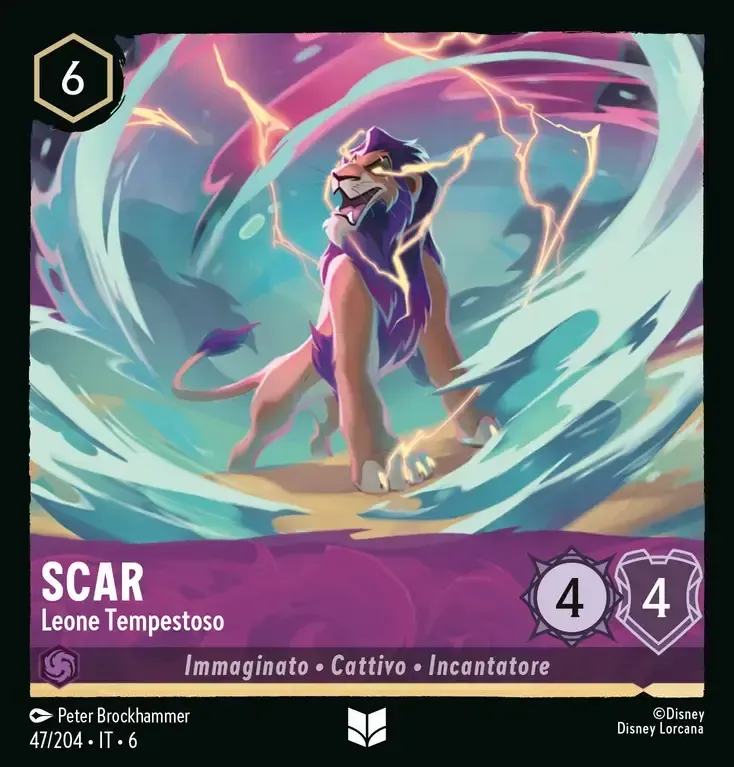 6
SCAR
Leone Tempestoso
4 4
Immaginato • Cattivo • Incantatore
Peter Brockhammer
47/204 • IT • 6
©Disney
Disney Lorcana